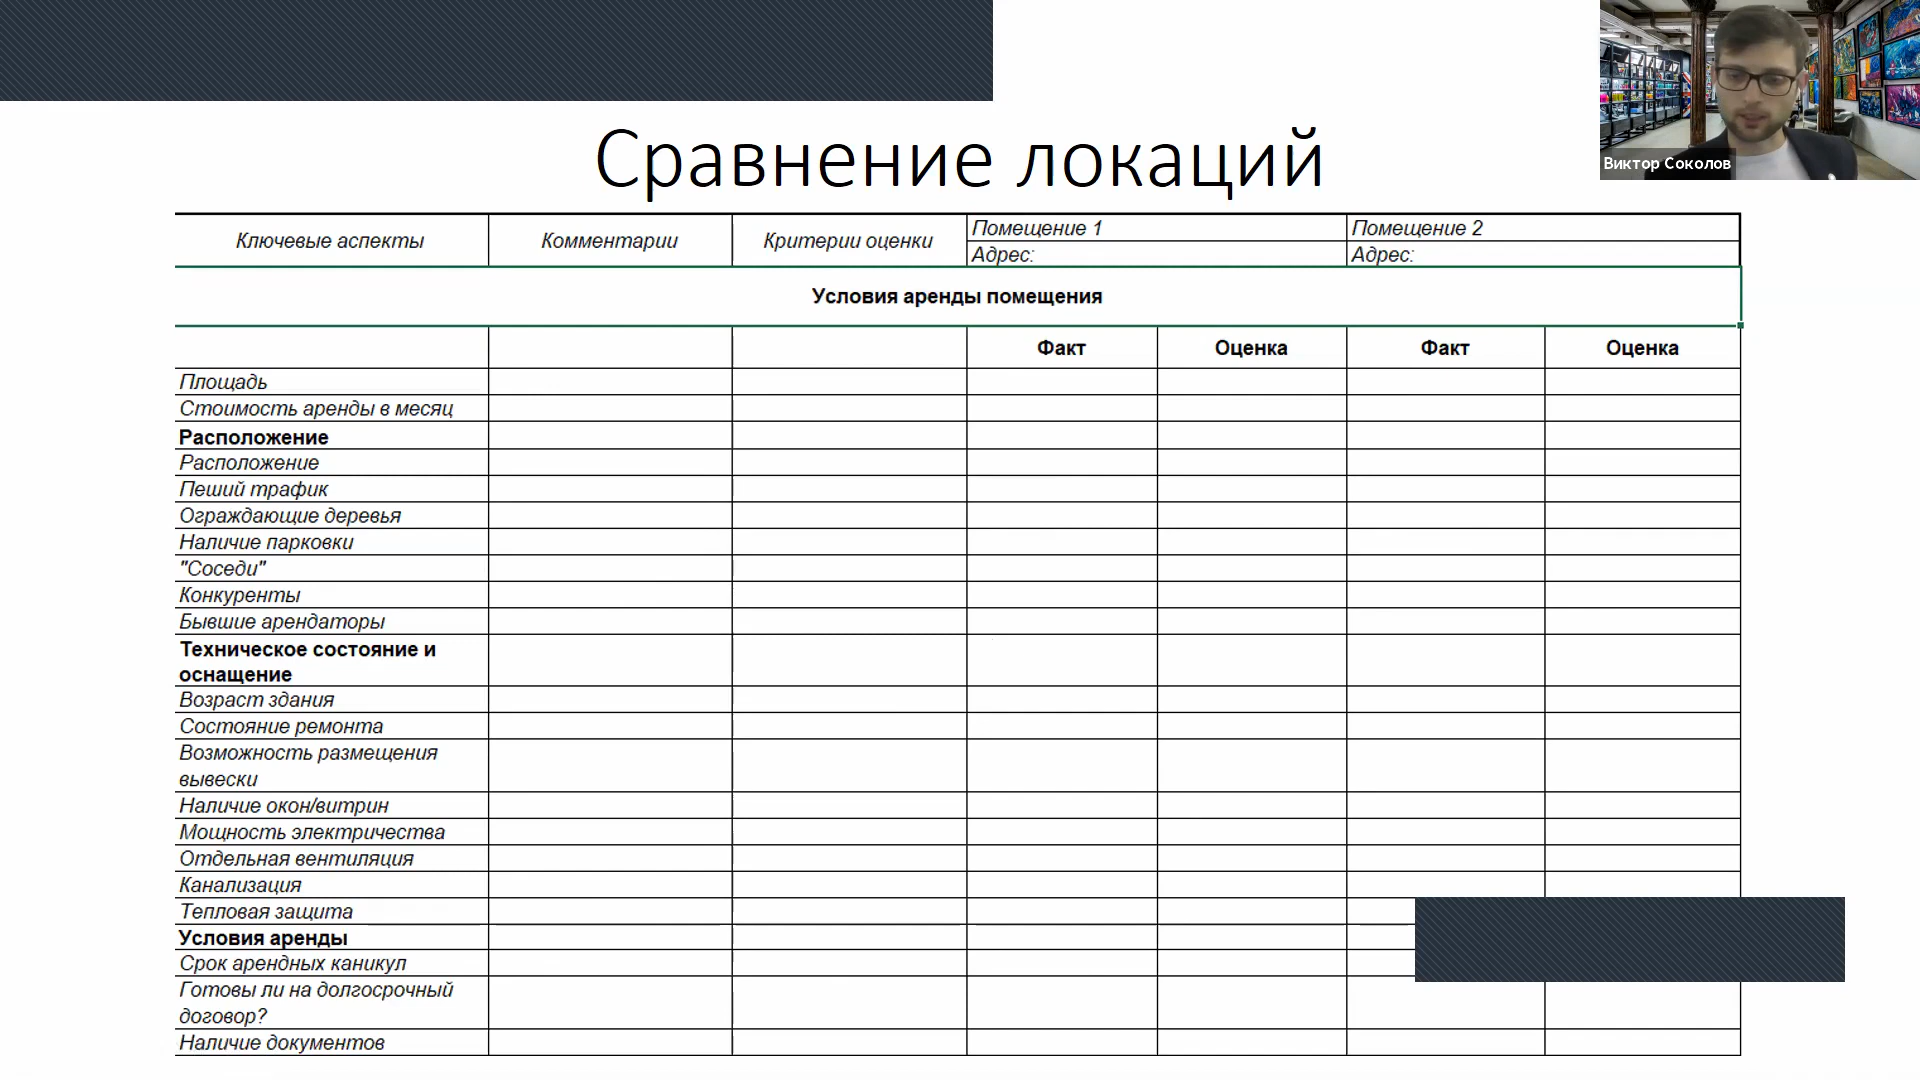 Виктор Соколов
Сравнение локаций
Ключевые аспекты
Комментарии
Критерии оценки
Помещение 1
Помещение 2
Адрес:
Адрес:
Условия аренды помещения
Факт
Оценка
Факт
Оценка
Площадь
Стоимость аренды в месяц
Расположение
Расположение
Пеший трафик
Ограждающие деревья
Наличие парковки
"Соседи"
Конкуренты
Бывшие арендаторы
Техническое состояние и
оснащение
Возраст здания
Состояние ремонта
Возможность размещения
вывески
Наличие окон/витрин
Мощность электричества
Отдельная вентиляция
Канализация
Тепловая защита
Условия аренды
Срок арендных каникул
Готовы ли на долгосрочный
договор?
Наличие документов